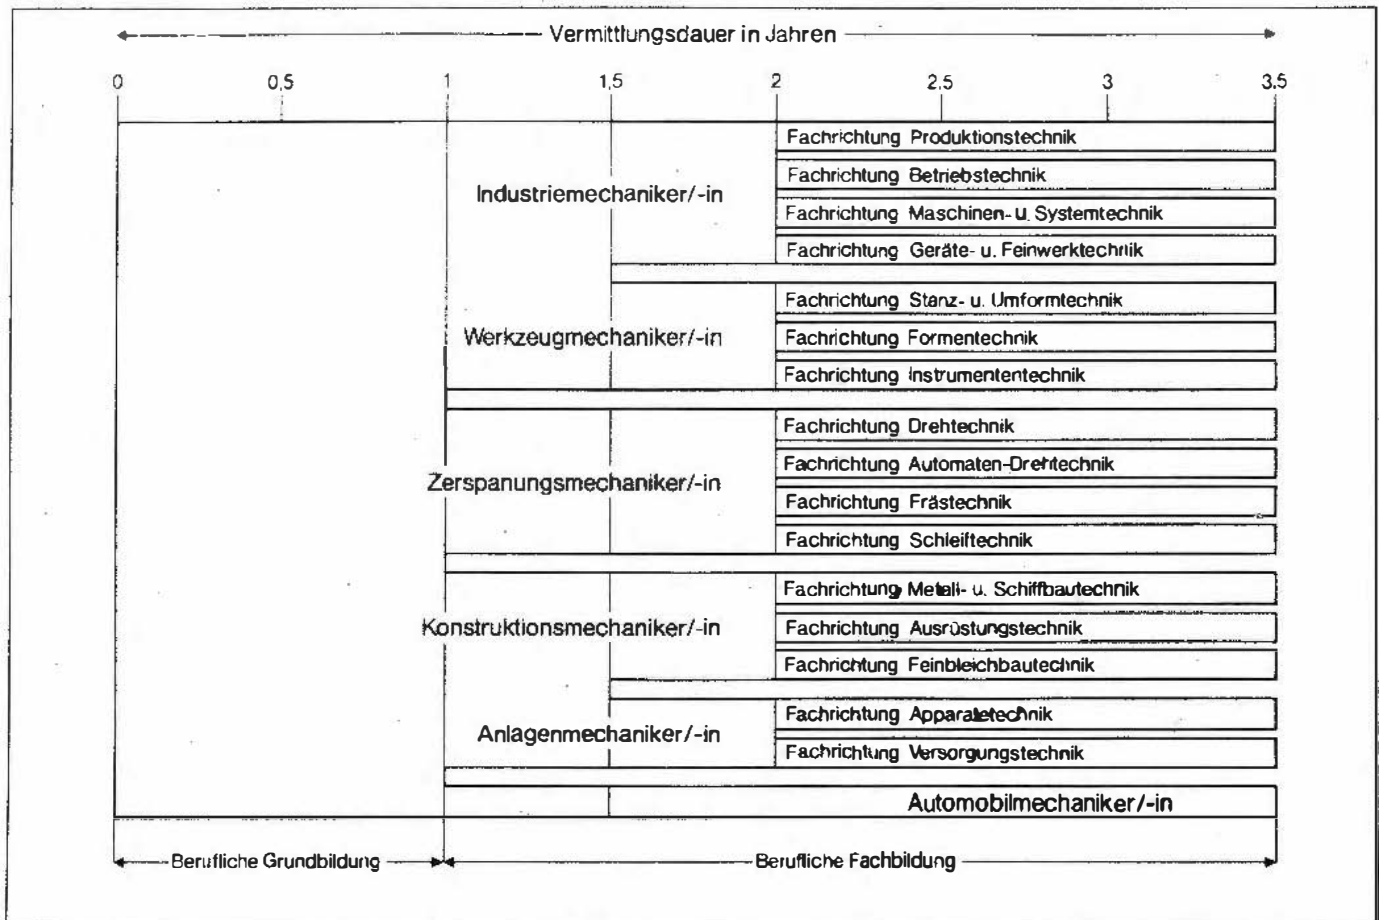 Vermittlungsdauer in Jahren
0 0,5 1 1,5 2 2,5 3 3,5
Fachrichtung Produktionstechnik
Fachrichtung Betriebstechnik
Industriemechaniker/-in
Fachrichtung Maschinen- u. Systemtechnik
Fachrichtung Geräte- u. Feinwerktechnik
Fachrichtung Stanz- u. Umformtechnik
Werkzeugmechaniker/-in
Fachrichtung Formentechnik
Fachrichtung Instrumententechnik
Fachrichtung Drehtechnik
Fachrichtung Automaten-Drehtechnik
Zerspanungsmechaniker/-in
Fachrichtung Frästechnik
Fachrichtung Schleiftechnik
Fachrichtung Metall- u. Schiffbautechnik
Konstruktionsmechaniker/-in
Fachrichtung Ausrüstungstechnik
Fachrichtung Feinbleichbautechnik
Fachrichtung Apparatetechnik
Anlagenmechaniker/-in
Fachrichtung Versorgungstechnik
Automobilmechaniker/-in
Berufliche Grundbildung
Berufliche Fachbildung